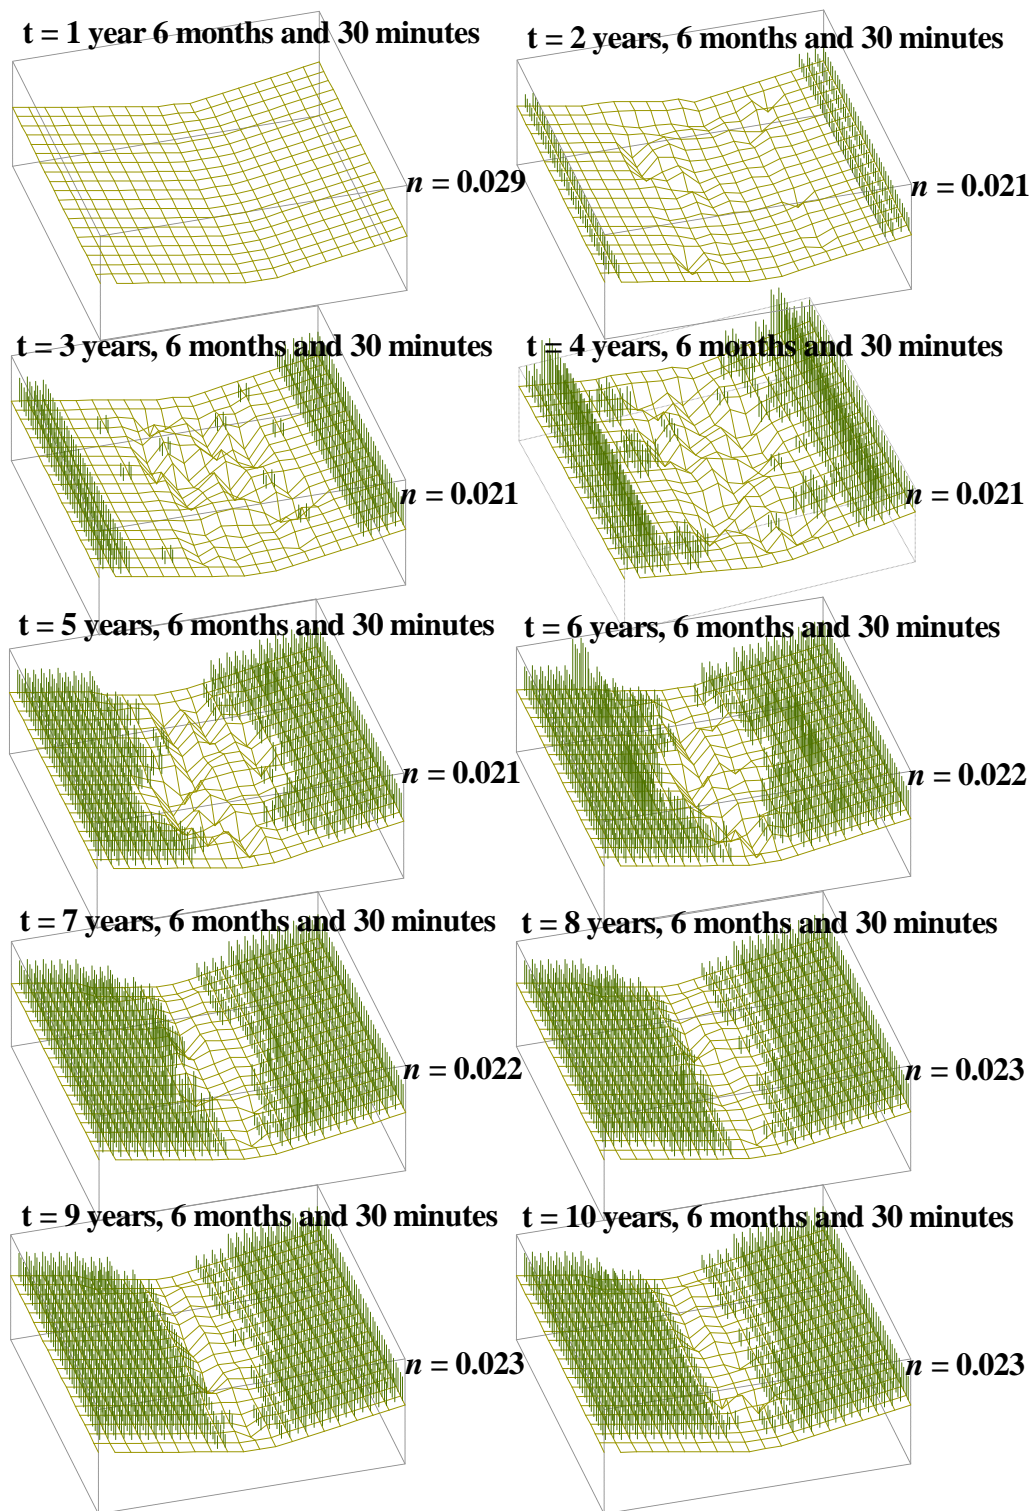 t = 1 year 6 months and 30 minutes
n = 0.029
t = 2 years, 6 months and 30 minutes
n = 0.021
t = 3 years, 6 months and 30 minutes
n = 0.021
t = 4 years, 6 months and 30 minutes
n = 0.021
t = 5 years, 6 months and 30 minutes
n = 0.021
t = 6 years, 6 months and 30 minutes
n = 0.022
t = 7 years, 6 months and 30 minutes
n = 0.022
t = 8 years, 6 months and 30 minutes
n = 0.023
t = 9 years, 6 months and 30 minutes
n = 0.023
t = 10 years, 6 months and 30 minutes
n = 0.023